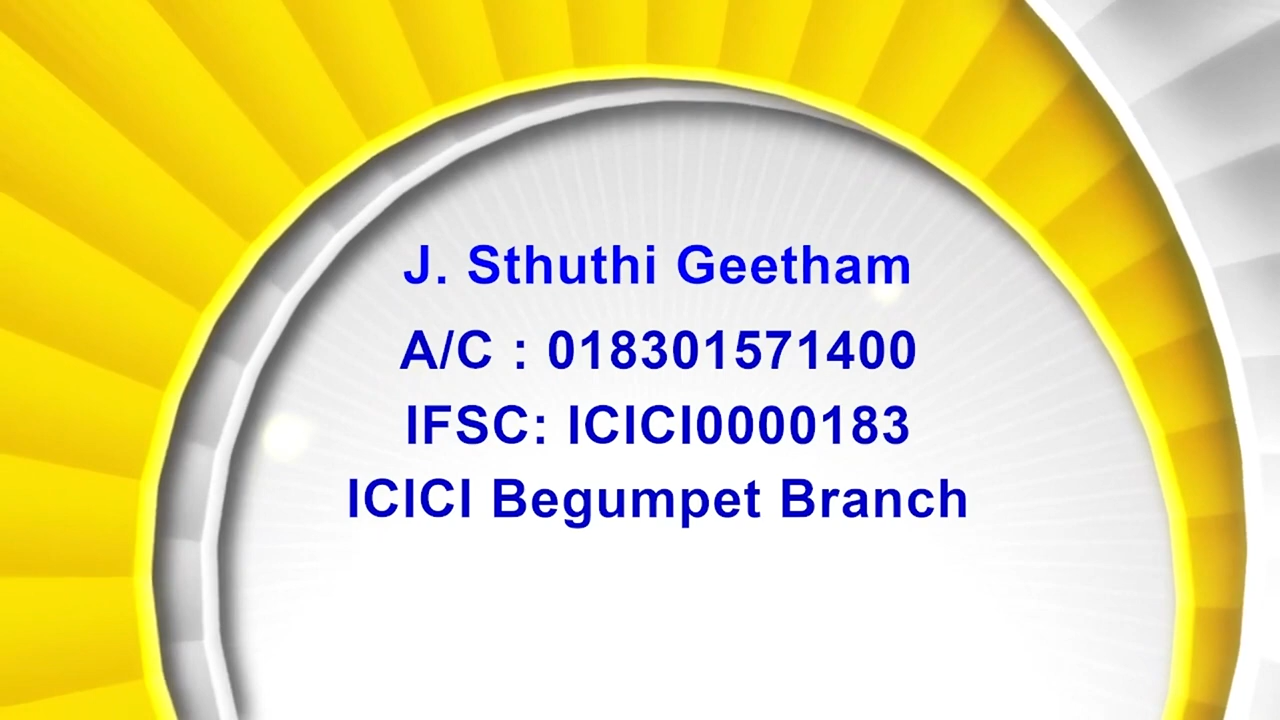 J. Sthuthi Geetham
A/C : 018301571400
IFSC: ICICI0000183
ICICI Begumpet Branch